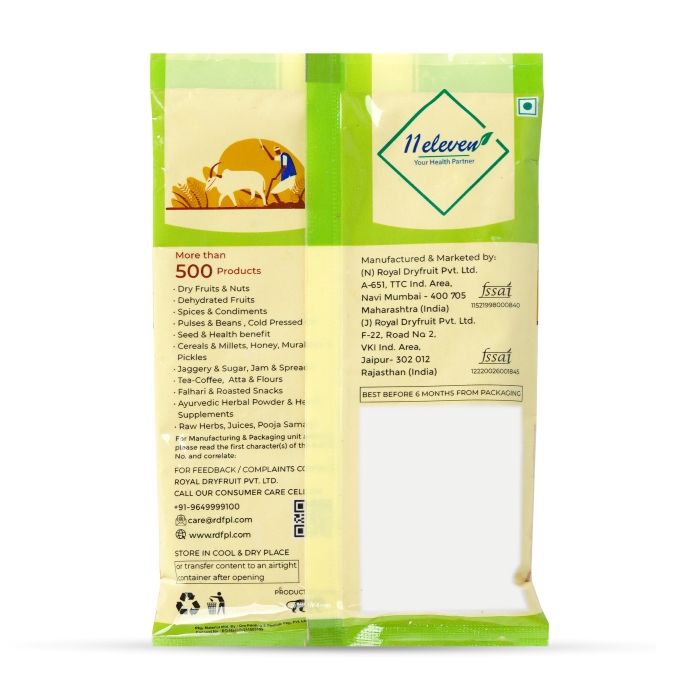 11 eleven
Your Health Partner
More than
500 Products
· Dry Fruits & Nuts
· Dehydrated Fruits
· Spices & Condiments
· Pulses & Beans , Cold Pressed
· Seed & Health benefit
· Cereals & Millets, Honey, Mura
Pickles
· Jaggery & Sugar, Jam & Sprea
· Tea-Coffee, Atta & Flours
· Falhari & Roasted Snacks
· Ayurvedic Herbal Powder & He
Supplements
· Raw Herbs, Juices, Pooja Sama
For Manufacturing & Packaging unit a
please read the first character(s) of th
No. and correlate:
FOR FEEDBACK / COMPLAINTS CO
ROYAL DRYFRUIT PVT. LTD.
CALL OUR CONSUMER CARE CEL
+91-9649999100
care@rdfpl.com
www.rdfpl.com
STORE IN COOL & DRY PLACE
or transfer content to an airtight
container after opening
PRODUCT
Manufactured & Marketed by:
(N) Royal Dryfruit Pvt. Ltd.
A-651, TTC Ind. Area,
Navi Mumbai - 400 705
Maharashtra (India)
fssai
11521998000840
(J) Royal Dryfruit Pvt. Ltd.
F-22, Road No 2,
VKI Ind. Area,
Jaipur- 302 012
Rajasthan (India)
fssai
12220026001845
BEST BEFORE 6 MONTHS FROM PACKAGING